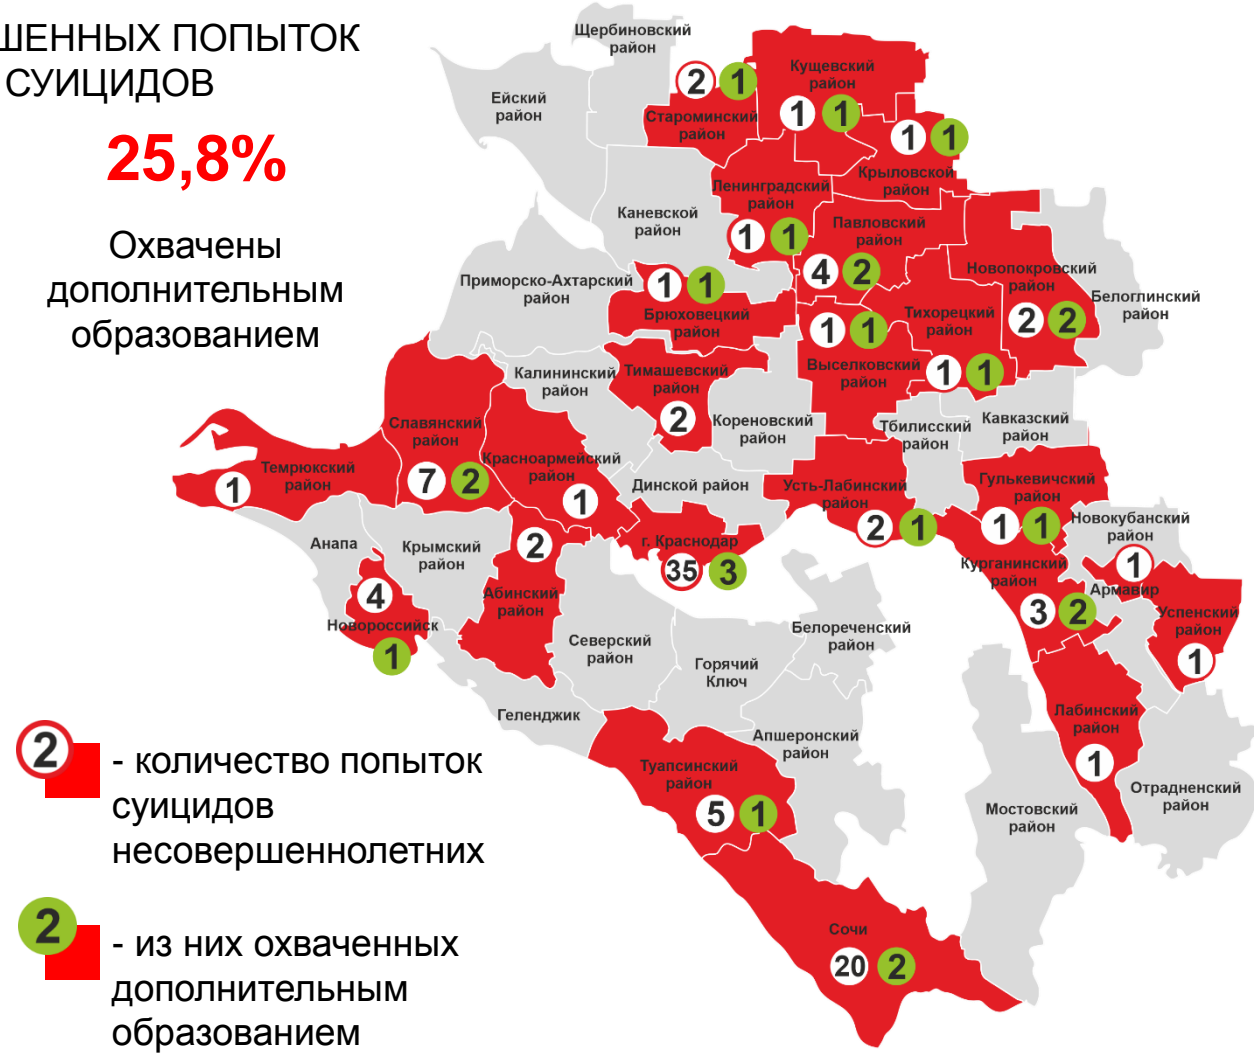 ШЕННЫХ ПОПЫТОК
СУИЦИДОВ
25,8%
Охвачены
дополнительным
образованием
Щербиновский
район
Ейский
район
2 1
Староминский
район
Кущевский
район
1 1
1 1
Крыловской
район
Ленинградский
район
1 1
Каневской
район
Павловский
район
4 2
Новопокровский
район
2 2
Белоглинский
район
Приморско-Ахтарский
район
1 1
Брюховецкий
район
Тихорецкий
район
1 1
1 1
Выселковский
район
Калининский
район
Тимашевский
район
2
Кореновский
район
Тбилисский
район
Кавказский
район
Славянский
район
7 2
Красноармейский
район
1
Темрюкский
район
1
Динской район
Усть-Лабинский
район
2 1
Гулькевичский
район
1 1
Новокубанский
район
1
Армавир
Анапа
Крымский
район
2
Абинский
район
г. Краснодар
35 3
Курганинский
район
3 2
Успенский
район
1
4
Новороссийск
1
Северский
район
Горячий
Ключ
Белореченский
район
Геленджик
Апшеронский
район
Лабинский
район
1
Туапсинский
район
5 1
Мостовский
район
Отрадненский
район
Сочи
20 2
2
- количество попыток
суицидов
несовершеннолетних
2
- из них охваченных
дополнительным
образованием